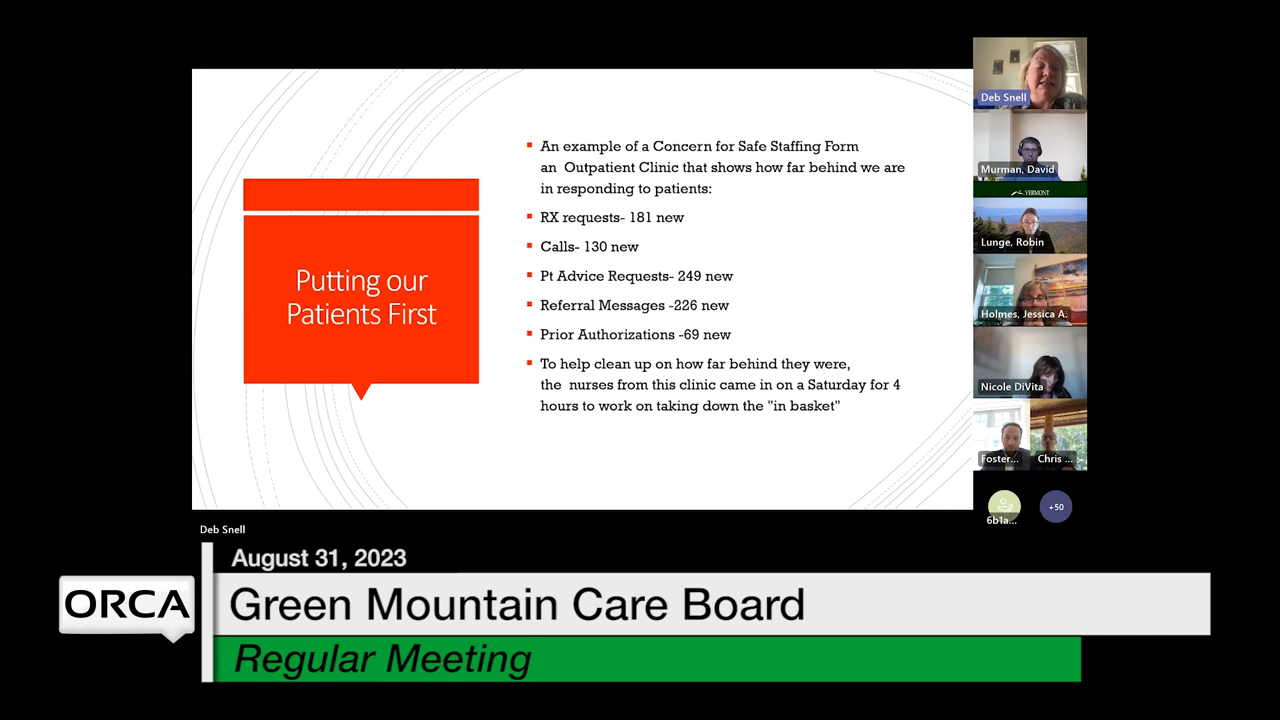 Putting our
Patients First
An example of a Concern for Safe Staffing Form
an Outpatient Clinic that shows how far behind we are
in responding to patients:
RX requests- 181 new
Calls- 130 new
Pt Advice Requests- 249 new
Referral Messages -226 new
Prior Authorizations -69 new
To help clean up on how far behind they were,
the nurses from this clinic came in on a Saturday for 4
hours to work on taking down the "in basket"
Deb Snell
Murman, David
VERMONT
Lunge, Robin
Holmes, Jessica A.
Nicole DiVita
Foster...
Chris ...
6b1a...
+50
Deb Snell
August 31, 2023
ORCA
Green Mountain Care Board
Regular Meeting